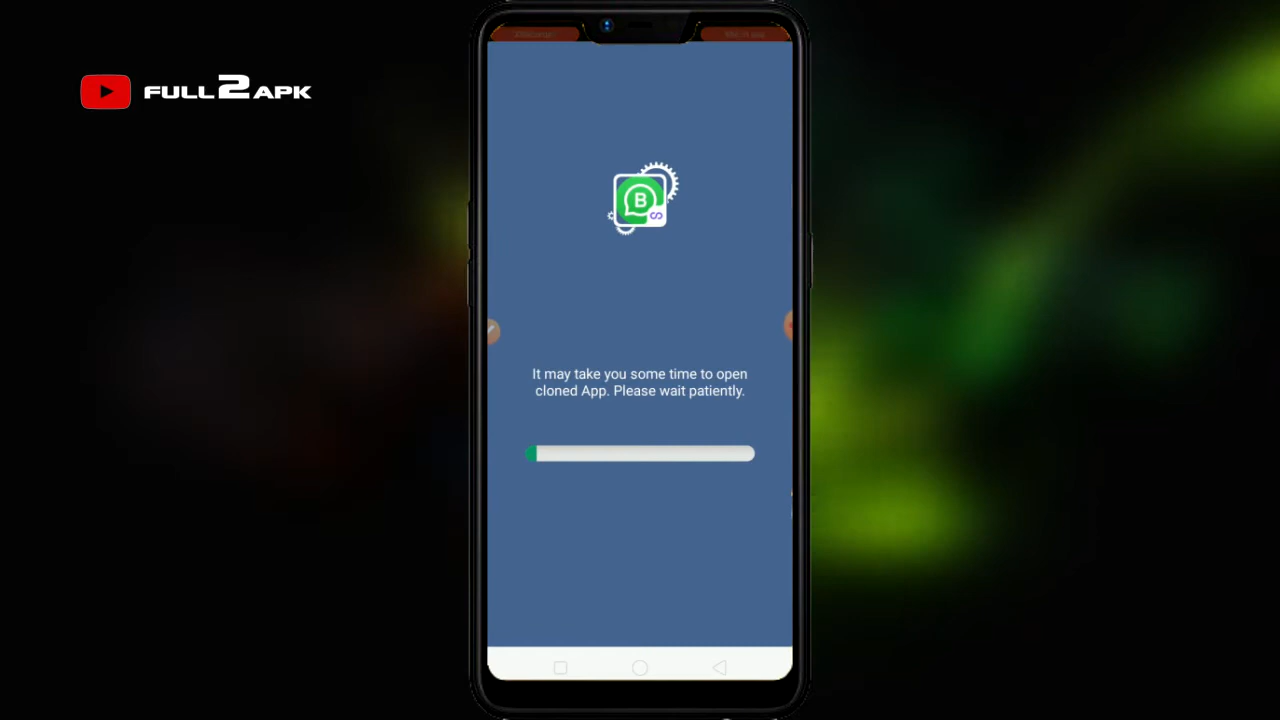 FULL2APK
B
It may take you some time to open
cloned App. Please wait patiently.